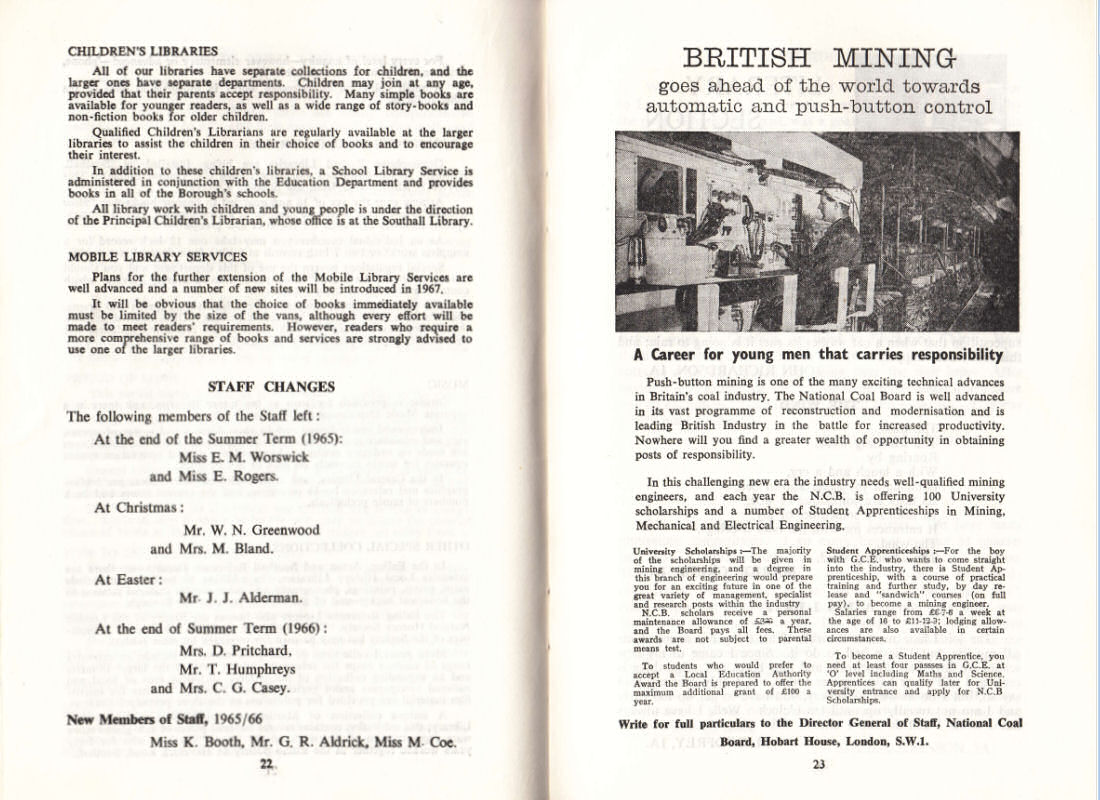 CHILDREN'S LIBRARIES
All of our libraries have separate collections for children, and the
larger ones have separate departments. Children may join at any age,
provided that their parents accept responsibility. Many simple books are
available for younger readers, as well as a wide range of story-books and
non-fiction books for older children.
Qualified Children's Librarians are regularly available at the larger
libraries to assist the children in their choice of books and to encourage
their interest.
In addition to these children's libraries, a School Library Service is
administered in conjunction with the Education Department and provides
books in all of the Borough's schools.
All library work with children and young people is under the direction
of the Principal Children's Librarian, whose office is at the Southall Library.
MOBILE LIBRARY SERVICES
Plans for the further extension of the Mobile Library Services are
well advanced and a number of new sites will be introduced in 1967.
It will be obvious that the choice of books immediately available
must be limited by the size of the vans, although every effort will be
made to meet readers' requirements. However, readers who require a
more comprehensive range of books and services are strongly advised to
use one of the larger libraries.
STAFF CHANGES
The following members of the Staff left :
At the end of the Summer Term (1965):
Miss E. M. Worswick
and Miss E. Rogers.
At Christmas :
Mr. W. N. Greenwood
and Mrs. M. Bland.
At Easter :
Mr. J. J. Alderman.
At the end of Summer Term (1966) :
Mrs. D. Pritchard,
Mr. T. Humphreys
and Mrs. C. G. Casey.
New Members of Staff, 1965/66
Miss K. Booth, Mr. G. R. Aldrick, Miss M. Coe.
22
BRITISH MINING
goes ahead of the world towards
automatic and push-button control
A Career for young men that carries responsibility
Push-button mining is one of the many exciting technical advances
in Britain's coal industry. The National Coal Board is well advanced
in its vast programme of reconstruction and modernisation and is
leading British Industry in the battle for increased productivity.
Nowhere will you find a greater wealth of opportunity in obtaining
posts of responsibility.
In this challenging new era the industry needs well-qualified mining
engineers, and each year the N.C.B. is offering 100 University
scholarships and a number of Student Apprenticeships in Mining,
Mechanical and Electrical Engineering.
University Scholarships :—The majority
of the scholarships will be given in
mining engineering, and a degree in
this branch of engineering would prepare
you for an exciting future in one of the
great variety of management, specialist
and research posts within the industry
N.C.B. scholars receive a personal
maintenance allowance of a year,
and the Board pays all fees. These
awards are not subject to parental
means test.
To students who would prefer to
accept a Local Education Authority
Award the Board is prepared to offer the
maximum additional grant of £100 a
year.
Student Apprenticeships :—For the boy
with G.C.E. who wants to come straight
into the industry, there is Student Ap-
prenticeship, with a course of practical
training and further study, by day re-
lease and "sandwich" courses (on full
pay), to become a mining engineer.
Salaries range from a week at
the age of 16 to lodging allow-
ances are also available in certain
circumstances.
To become a Student Apprentice, you
need at least four passes in G.C.E. at
'O' level including Maths and Science.
Apprentices can qualify later for Uni-
versity entrance and apply for N.C.B
Scholarships.
Write for full particulars to the Director General of Staff, National Coal
Board, Hobart House, London, S.W.1.
23